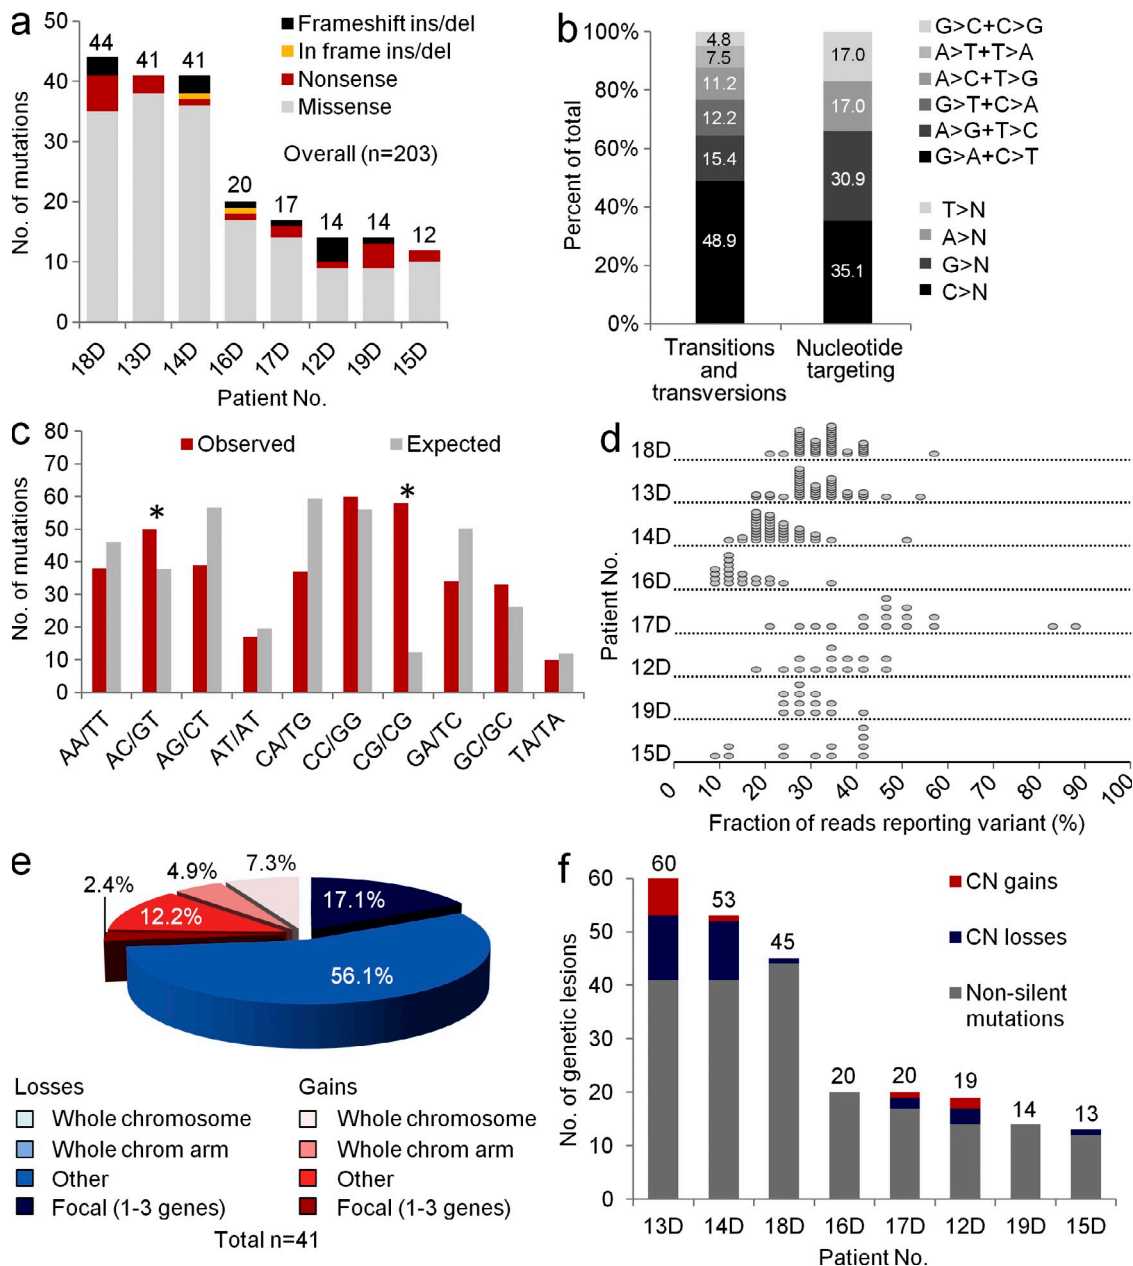 a
No. of mutations
50
40
30
20
10
0
44
41
41
20
17
14
14
12
Frameshift ins/del
In frame ins/del
Nonsense
Missense
Overall (n=203)
18D
13D
14D
16D
17D
12D
19D
15D
Patient No.
b
Percent of total
100%
80%
60%
40%
20%
0%
4.8
7.5
11.2
12.2
15.4
48.9
17.0
17.0
30.9
35.1
Transitions
and
transversions
Nucleotide
targeting
G>C+C>G
A>T+T>A
A>C+T>G
G>T+C>A
A>G+T>C
G>A+C>T
T>N
A>N
G>N
C>N
c
No. of mutations
80
70
60
50
40
30
20
10
0
Observed
Expected
*
*
AA/TT
AC/GT
AG/CT
AT/AT
CA/TG
CC/GG
CG/CG
GA/TC
GC/GC
TA/TA
d
Patient No.
18D
13D
14D
16D
17D
12D
19D
15D
0
10
20
30
40
50
60
70
80
90
100
Fraction of reads reporting variant (%)
e
2.4%
4.9%
7.3%
12.2%
17.1%
56.1%
Losses
Whole chromosome
Whole chrom arm
Other
Focal (1-3 genes)
Gains
Whole chromosome
Whole chrom arm
Other
Focal (1-3 genes)
Total n=41
f
No. of genetic lesions
60
50
40
30
20
10
0
60
53
45
20
20
19
14
13
CN gains
CN losses
Non-silent
mutations
13D
14D
18D
16D
17D
12D
19D
15D
Patient No.